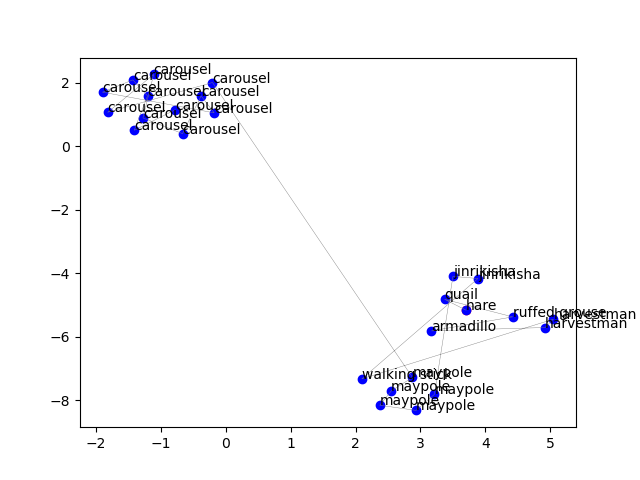 carousel
carousel
carousel
carousel
carousel
carousel
carousel
carousel
carousel
carousel
carousel
carousel
jinrikisha
jinrikisha
quail
hare
ruffed grouse
harvestman
harvestman
armadillo
walking stick
maypole
maypole
maypole
maypole
maypole
2
0
−2
−4
−6
−8
−2 −1 0 1 2 3 4 5